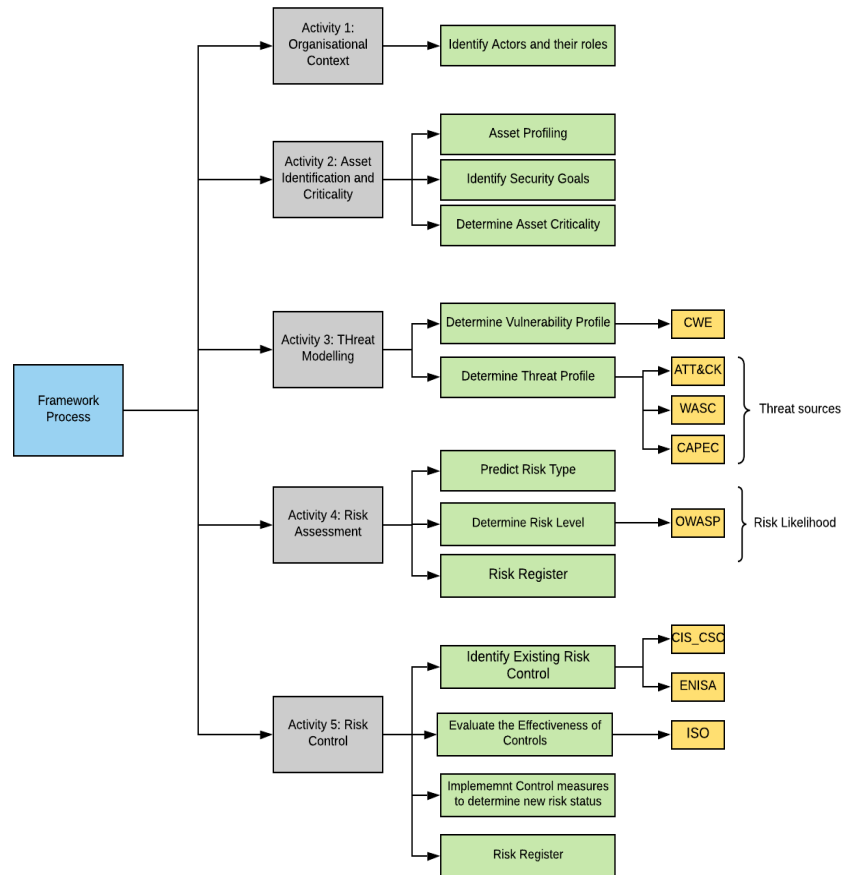 Activity 1:
Organisational
Context
Identify Actors and their roles
Asset Profiling
Activity 2: Asset
Identification and
Criticality
Identify Security Goals
Determine Asset Criticality
Determine Vulnerability Profile
CWE
Activity 3: THreat
Modelling
Determine Threat Profile
ATT&CK
WASC
CAPEC
Threat sources
Framework
Process
Predict Risk Type
Activity 4: Risk
Assessment
Determine Risk Level
OWASP
Risk Likelihood
Risk Register
Identify Existing Risk
Control
CIS_CSC
ENISA
Activity 5: Risk
Control
Evaluate the Effectiveness of
Controls
ISO
Implememnt Control measures
to determine new risk status
Risk Register